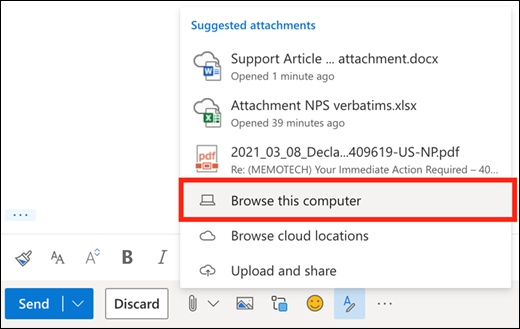 Suggested attachments
Support Article ... attachment.docx
Opened 1 minute ago
Attachment NPS verbatims.xlsx
Opened 39 minutes ago
pdf
2021_03_08_Decla...409619-US-NP.pdf
Re: (MEMOTECH) Your Immediate Action Required – 40...
Browse this computer
Browse cloud locations
Upload and share
...
AA A B I
Send Discard ...